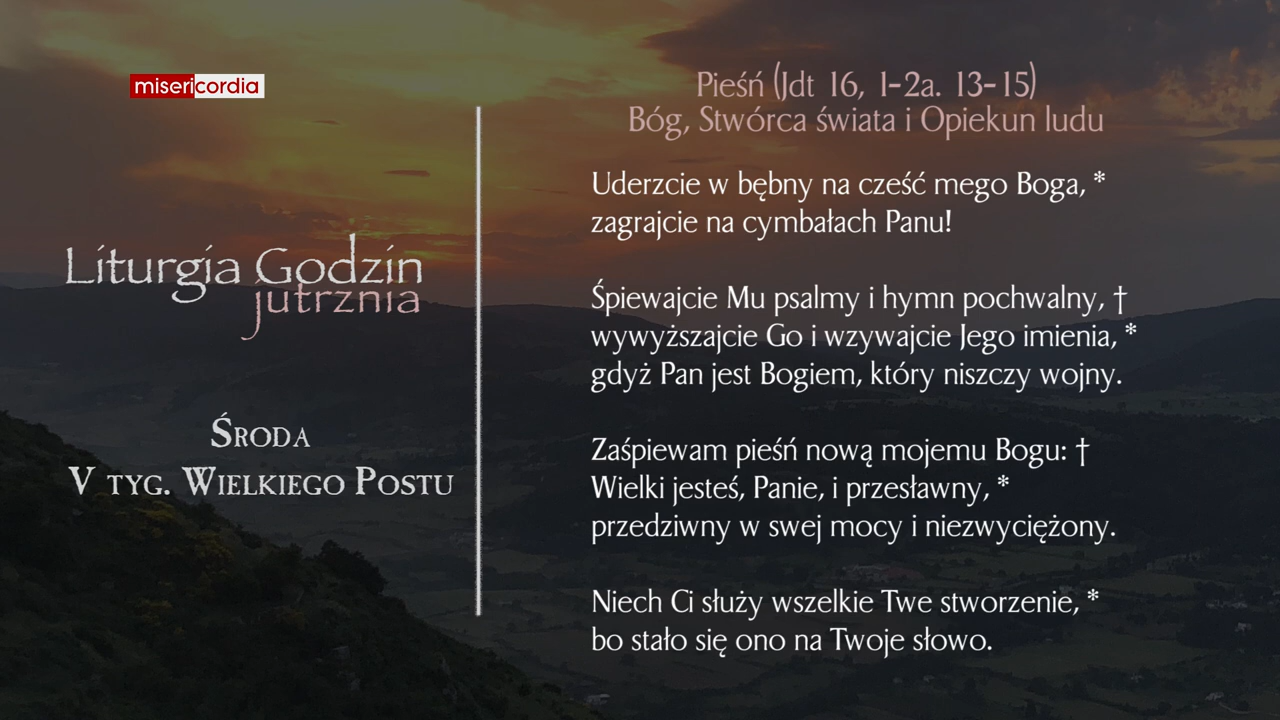 misericordia
Liturgia Godzin
jutrznia
Środa
V tyg. Wielkiego Postu
Pieśń (Jdt 16, 1-2a. 13-15)
Bóg, Stwórca świata i Opiekun ludu
Uderzcie w bębny na cześć mego Boga, *
zagrajcie na cymbałach Panu!
Śpiewajcie Mu psalmy i hymn pochwalny, †
wywyższajcie Go i wzywajcie Jego imienia, *
gdyż Pan jest Bogiem, który niszczy wojny.
Zaśpiewam pieśń nową mojemu Bogu: †
Wielki jesteś, Panie, i przesławny, *
przedziwny w swej mocy i niezwyciężony.
Niech Ci służy wszelkie Twe stworzenie, *
bo stało się ono na Twoje słowo.